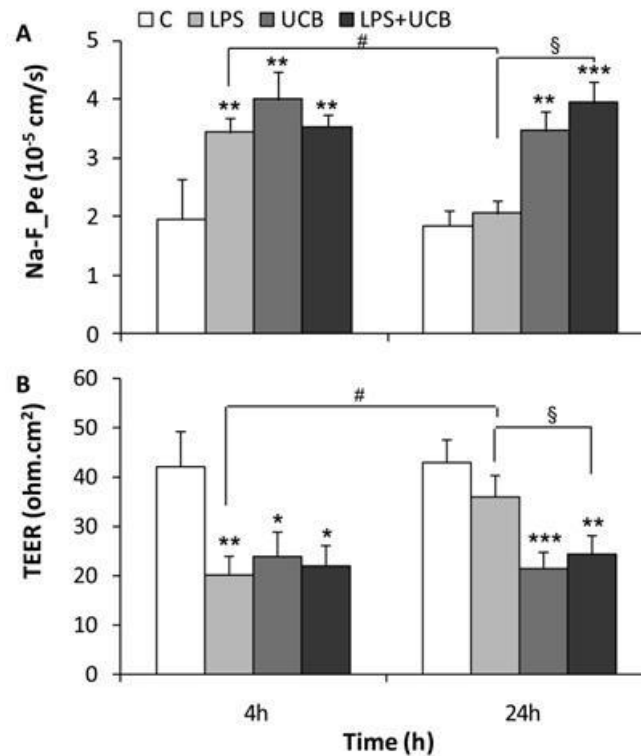 C LPS UCB LPS+UCB
A
Na-F_Pe (10⁻⁵ cm/s)
5
4
3
2
1
0
** ** **
#
§
** ***
B
TEER (ohm.cm²)
60
50
40
30
20
10
0
** * *
#
§
*** **
4h 24h
Time (h)